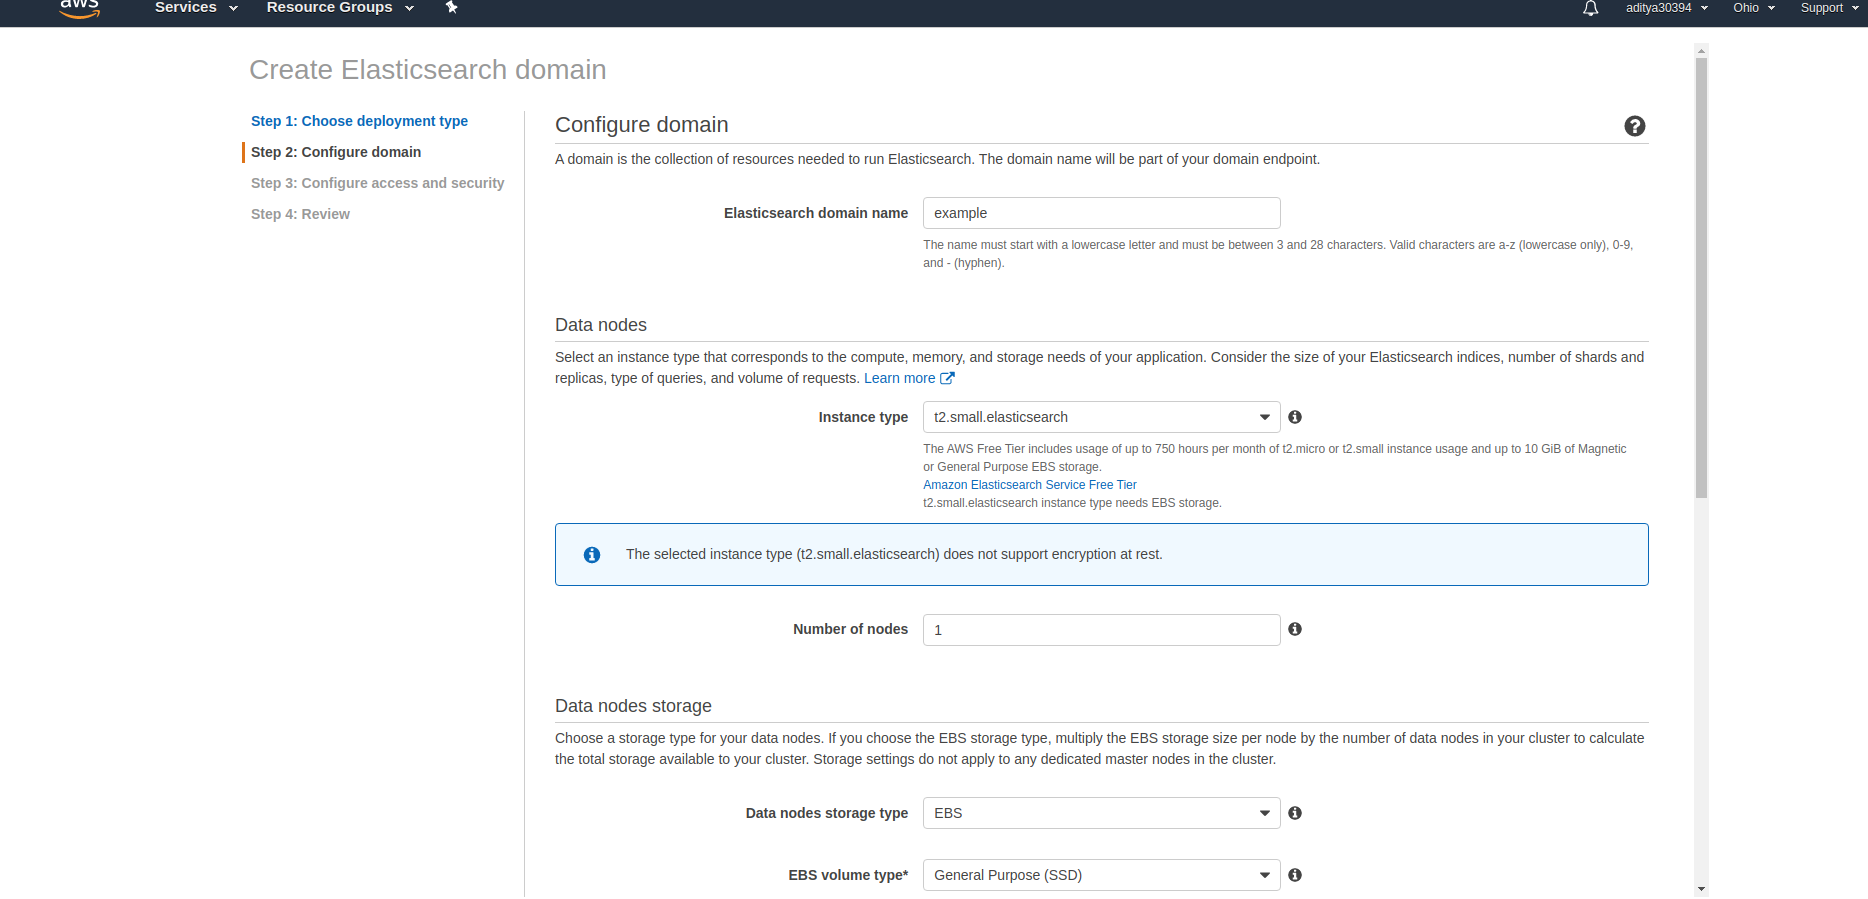 aws Services Resource Groups aditya30394 Ohio Support
Create Elasticsearch domain
Step 1: Choose deployment type
Step 2: Configure domain
Step 3: Configure access and security
Step 4: Review
Configure domain
A domain is the collection of resources needed to run Elasticsearch. The domain name will be part of your domain endpoint.
Elasticsearch domain name example
The name must start with a lowercase letter and must be between 3 and 28 characters. Valid characters are a-z (lowercase only), 0-9,
and - (hyphen).
Data nodes
Select an instance type that corresponds to the compute, memory, and storage needs of your application. Consider the size of your Elasticsearch indices, number of shards and
replicas, type of queries, and volume of requests. Learn more
Instance type t2.small.elasticsearch
The AWS Free Tier includes usage of up to 750 hours per month of t2.micro or t2.small instance usage and up to 10 GiB of Magnetic
or General Purpose EBS storage.
Amazon Elasticsearch Service Free Tier
t2.small.elasticsearch instance type needs EBS storage.
The selected instance type (t2.small.elasticsearch) does not support encryption at rest.
Number of nodes 1
Data nodes storage
Choose a storage type for your data nodes. If you choose the EBS storage type, multiply the EBS storage size per node by the number of data nodes in your cluster to calculate
the total storage available to your cluster. Storage settings do not apply to any dedicated master nodes in the cluster.
Data nodes storage type EBS
EBS volume type* General Purpose (SSD)